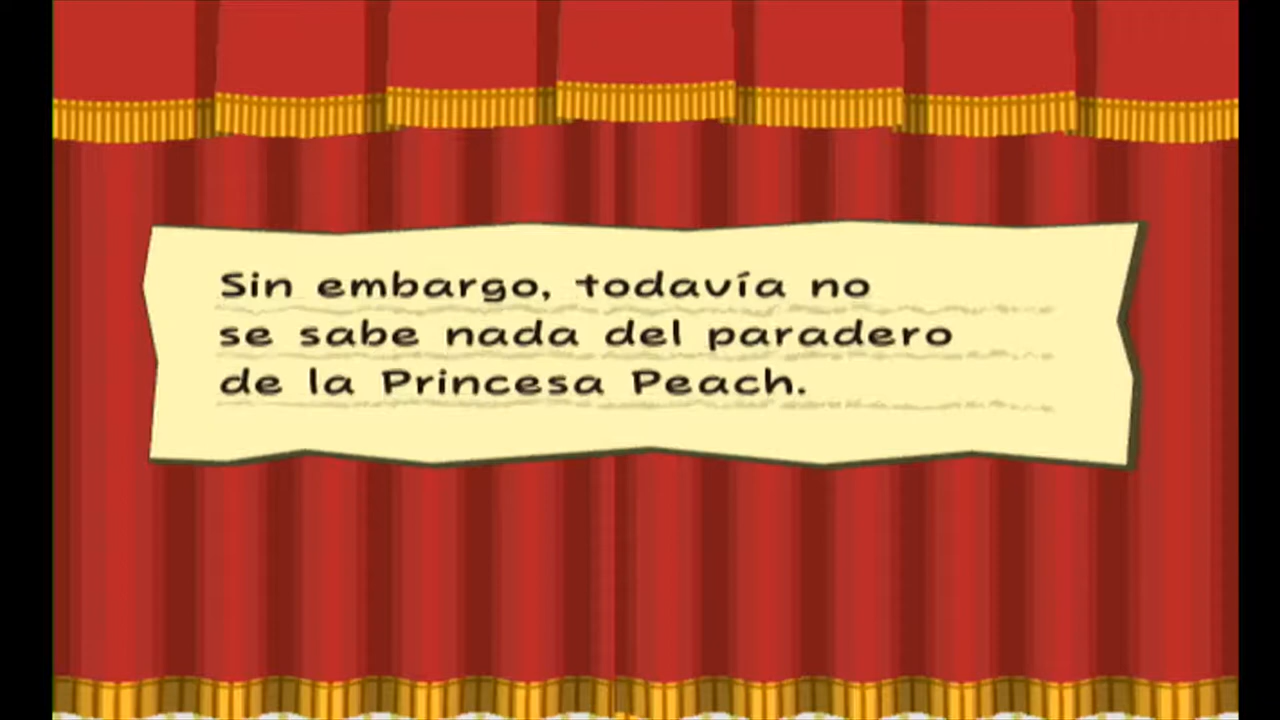 Sin embargo, todavía no
se sabe nada del paradero
de la Princesa Peach.